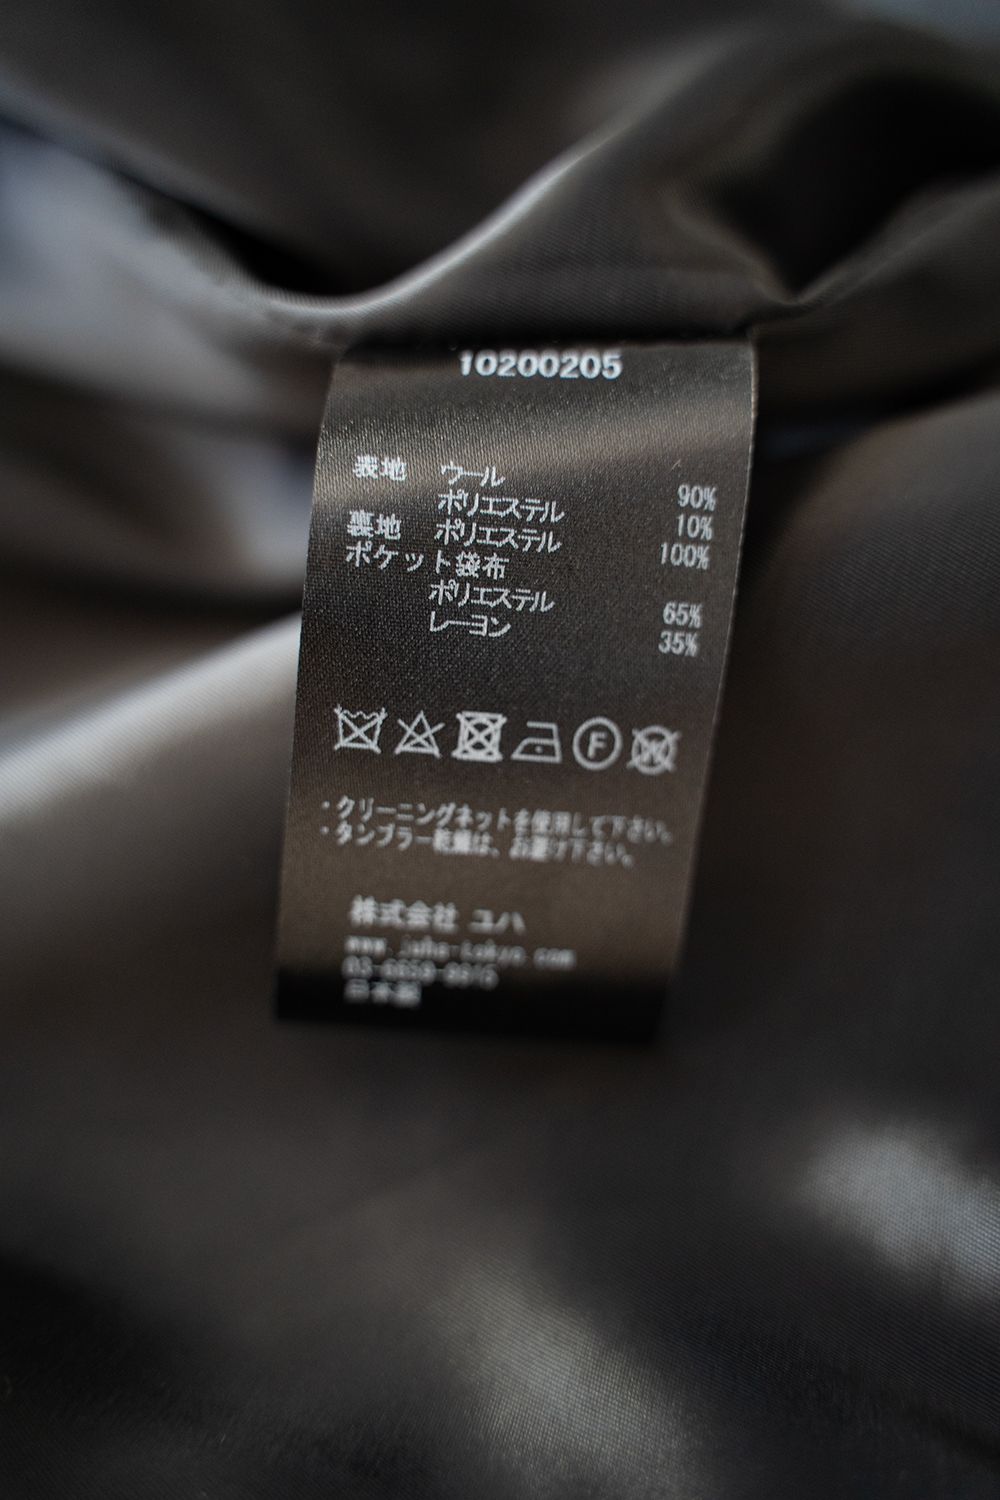 10200205
表地 ウール 90%
ポリエステル 10%
裏地 ポリエステル 100%
ポケット袋布
ポリエステル 65%
レーヨン 35%
F
W
・クリーニングネットを使用して下さい。
・タンブラー乾燥は、お避け下さい。
株式会社 ユハ
www.juha-tokyo.com
日本製